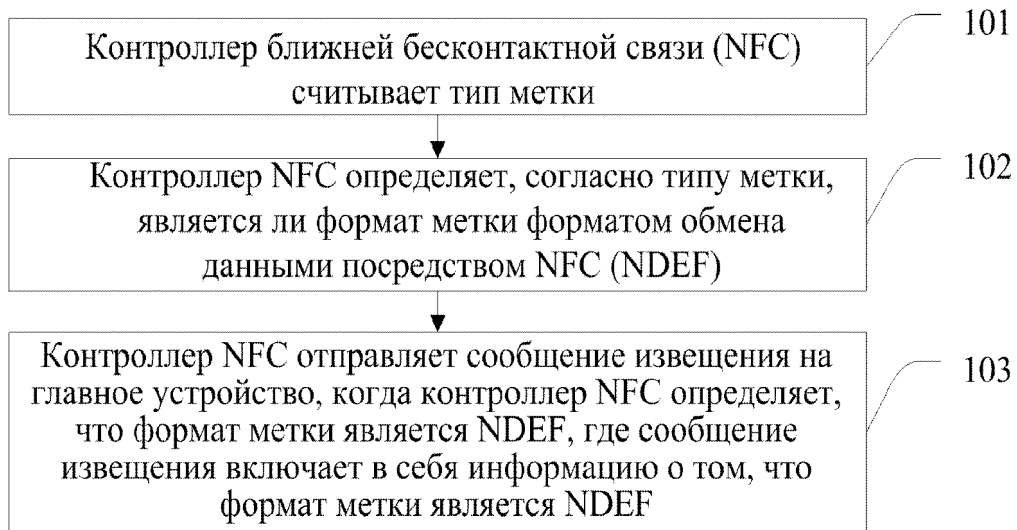 Контроллер ближней бесконтактной связи (NFC)
считывает тип метки
101
Контроллер NFC определяет, согласно типу метки,
является ли формат метки форматом обмена
данными посредством NFC (NDEF)
102
Контроллер NFC отправляет сообщение извещения на
главное устройство, когда контроллер NFC определяет,
что формат метки является NDEF, где сообщение
извещения включает в себя информацию о том, что
формат метки является NDEF
103